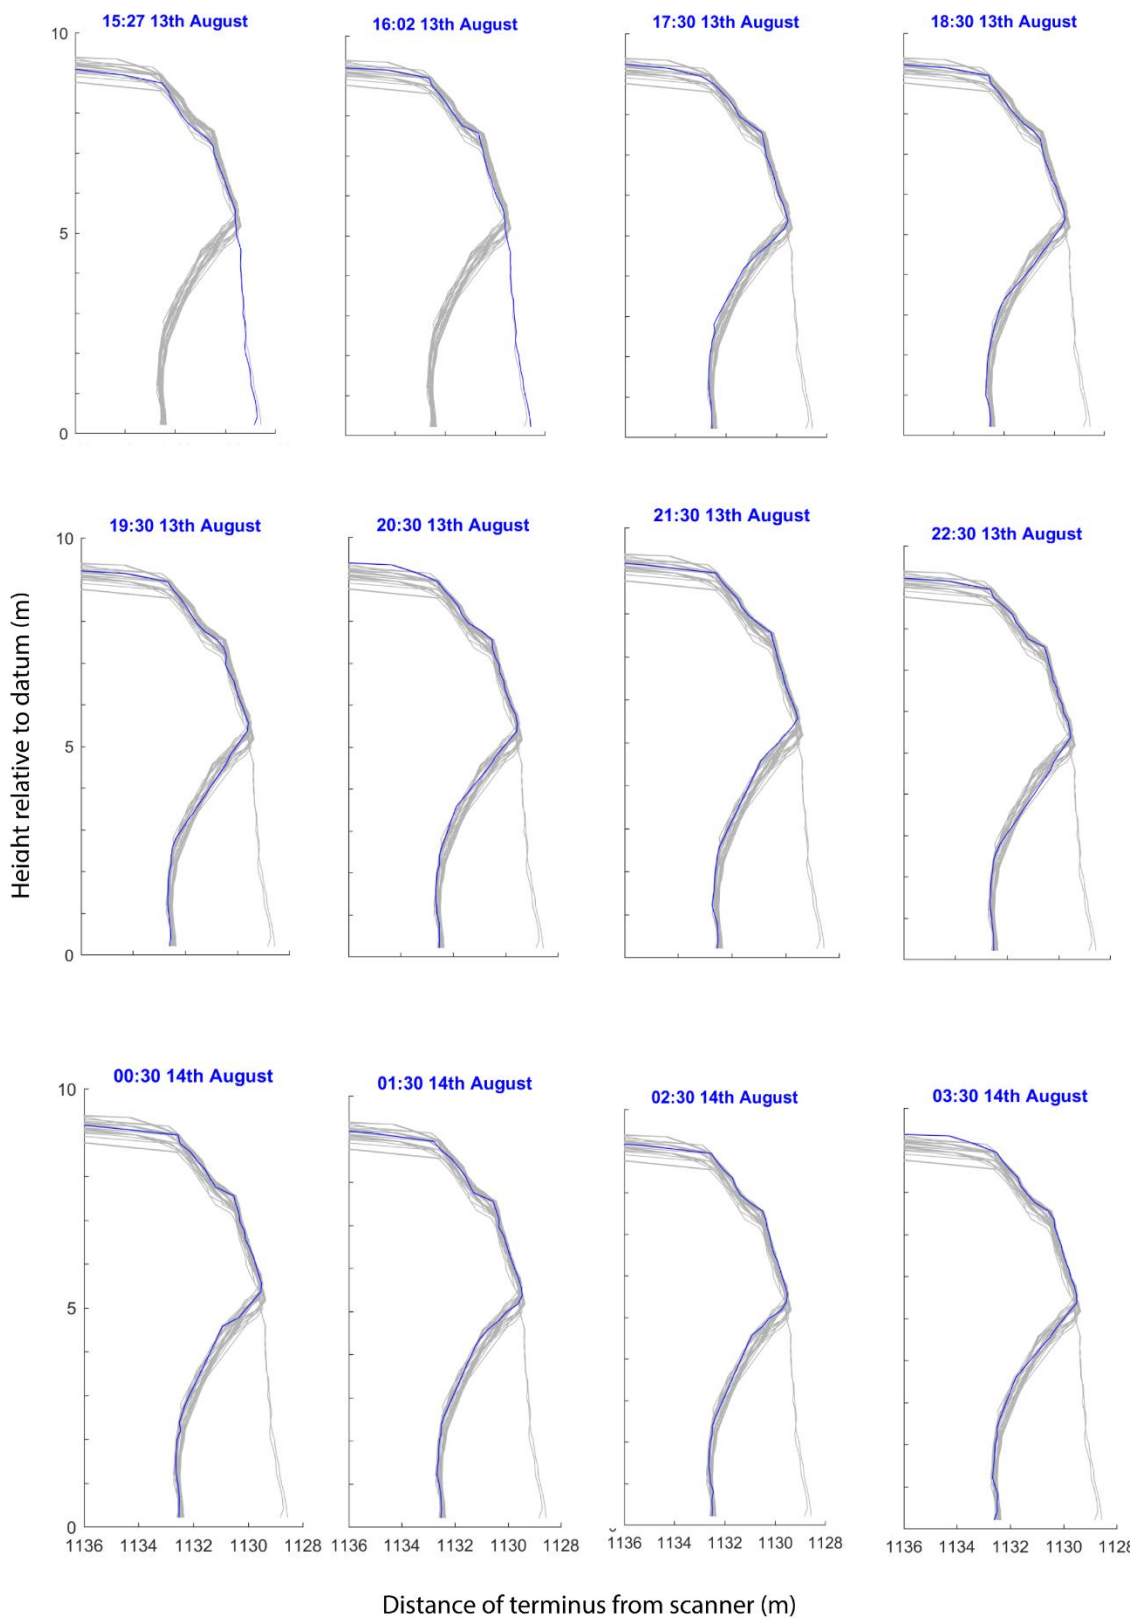 15:27 13th August
16:02 13th August
17:30 13th August
18:30 13th August
10
5
0
19:30 13th August
20:30 13th August
21:30 13th August
22:30 13th August
10
5
0
Height relative to datum (m)
00:30 14th August
01:30 14th August
02:30 14th August
03:30 14th August
10
5
0
1136 1134 1132 1130 1128
1136 1134 1132 1130 1128
1136 1134 1132 1130 1128
1136 1134 1132 1130 1128
Distance of terminus from scanner (m)